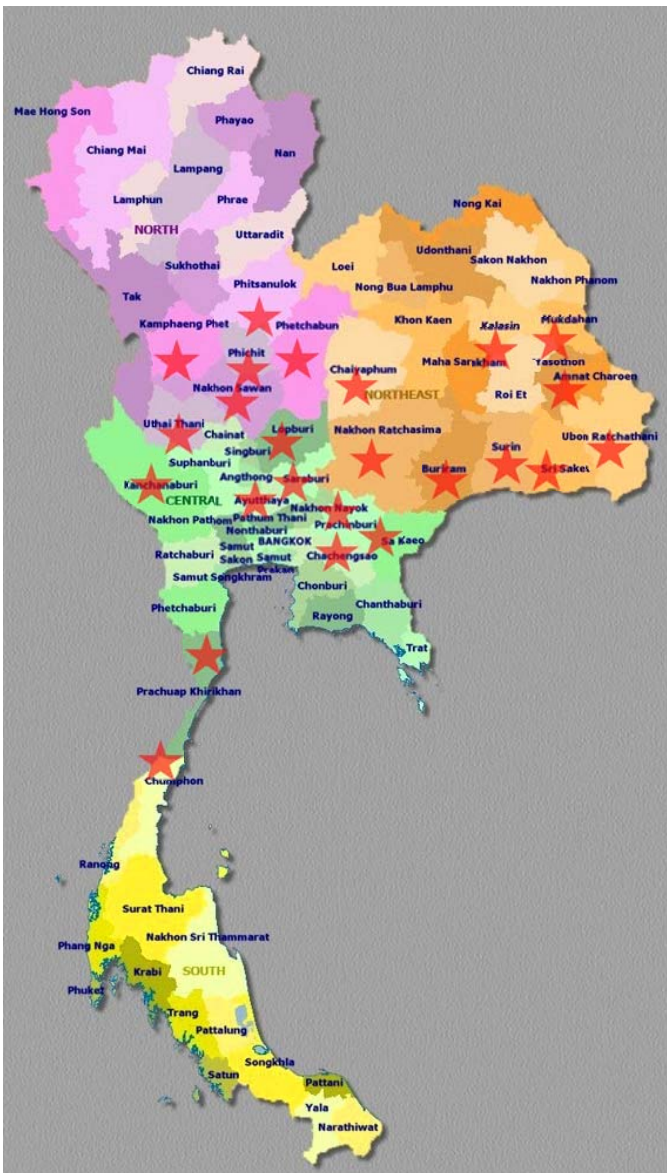 Chiang Rai
Mae Hong Son
Phayao
Chiang Mai
Nan
Lampang
Lamphun
Phrae
NORTH
Uttaradit
Nong Kai
Udonthani
Sakon Nakhon
Loei
Sukhothai
Nakhon Phanom
Phitsanulok
Nong Bua Lamphu
Tak
Kamphaeng Phet
Phetchabun
Khon Kaen
Kalasin
Mukdahan
Phichit
Maha Sarakham
Yasothon
Chaiyaphum
Amnat Charoen
Nakhon Sawan
NORTHEAST
Roi Et
Uthai Thani
Chainat
Lopburi
Nakhon Ratchasima
Ubon Ratchathani
Singburi
Surin
Suphanburi
Buriram
Sri Saket
Angthong
Saraburi
Kanchanaburi
CENTRAL
Ayutthaya
Nakhon Nayok
Nakhon Pathom
Pathum Thani
Prachinburi
Nonthaburi
BANGKOK
Sa Kaeo
Ratchaburi
Samut
Sakon
Samut
Prakan
Chachengsao
Samut Songkhram
Chonburi
Phetchaburi
Chanthaburi
Rayong
Trat
Prachuap Khirikhan
Chumphon
Ranong
Surat Thani
Nakhon Sri Thammarat
Phang Nga
Krabi
SOUTH
Phuket
Trang
Pattalung
Songkhla
Satun
Pattani
Yala
Narathiwat